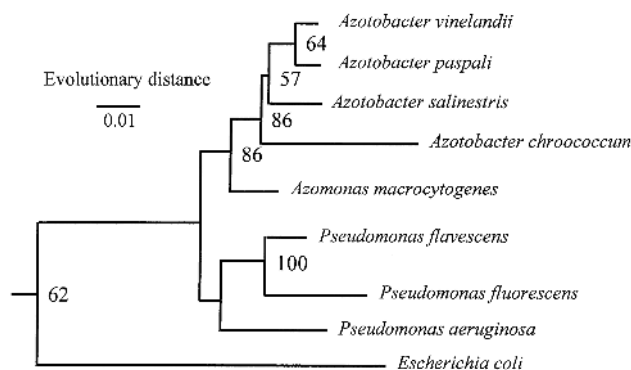 Azotobacter vinelandii
64
Azotobacter paspali
Evolutionary distance
57
0.01
Azotobacter salinestris
86
Azotobacter chroococcum
86
Azomonas macrocytogenes
Pseudomonas flavescens
100
62
Pseudomonas fluorescens
Pseudomonas aeruginosa
Escherichia coli